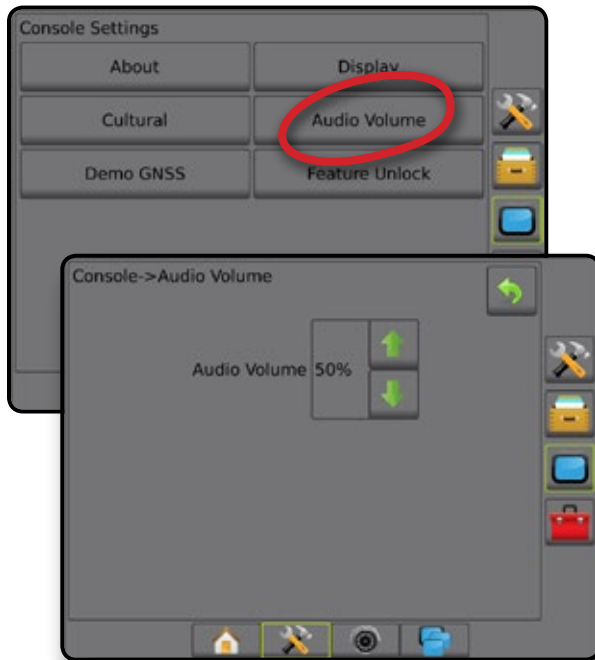 Console Settings
About
Display
Cultural
Audio Volume
Demo GNSS
Feature Unlock
Console->Audio Volume
Audio Volume 50%